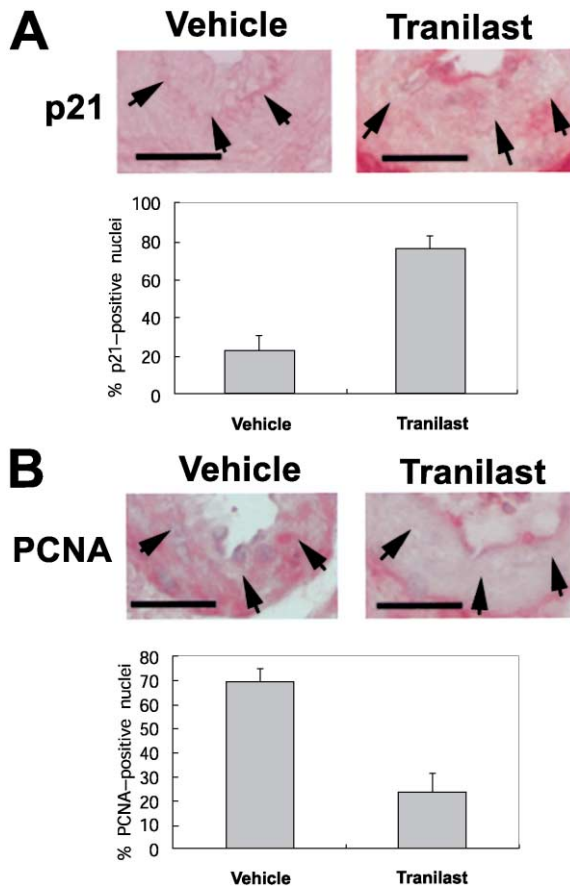 A
Vehicle Tranilast
p21
100
80
60
40
20
0
% p21–positive nuclei
Vehicle Tranilast
B
Vehicle Tranilast
PCNA
80
70
60
50
40
30
20
10
0
% PCNA–positive nuclei
Vehicle Tranilast